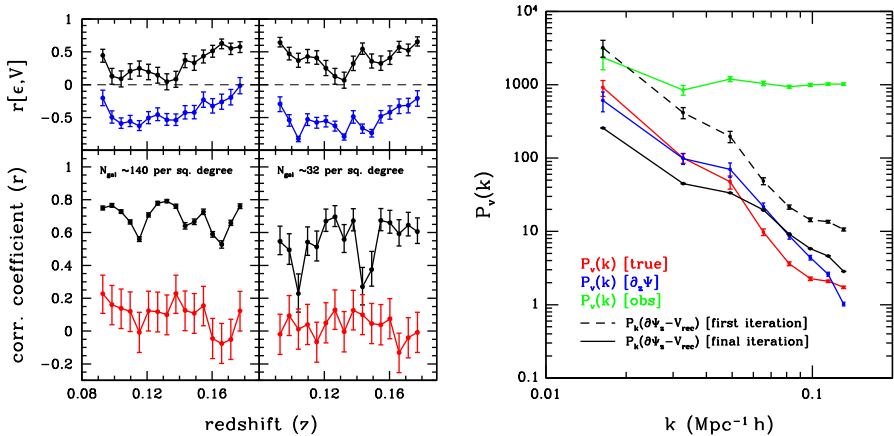 1
0.5
0
−0.5
r[ϵ,V]
N_gal ~140 per sq. degree
N_gal ~32 per sq. degree
1
0.8
0.6
0.4
0.2
0
−0.2
corr. coefficient (r)
0.08 0.12 0.16 0.12 0.16
redshift (z)
10⁴
1000
100
10
1
0.1
P_v(k)
P_v(k) [true]
P_v(k) [∂_zΨ]
P_v(k) [obs]
P_k(∂Ψ_z−V_rec) [first iteration]
P_k(∂Ψ_z−V_rec) [final iteration]
0.01 0.1
k (Mpc⁻¹ h)